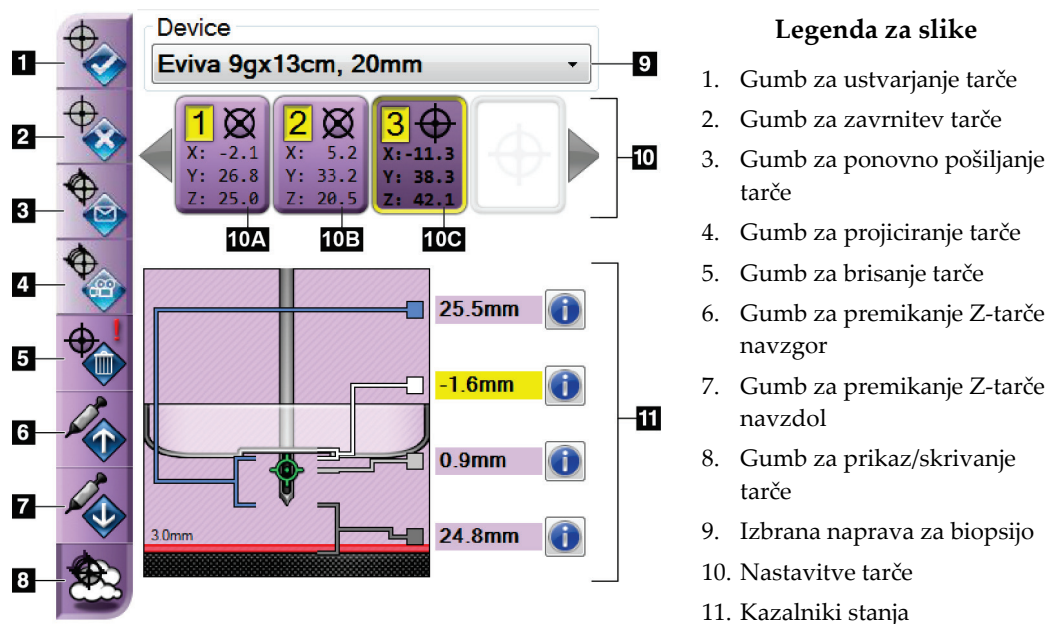 Device
1
Eviva 9gx13cm, 20mm
9
1
X: -2.1
Y: 26.8
Z: 25.0
2
X: 5.2
Y: 33.2
Z: 20.5
3
X:-11.3
Y: 38.3
Z: 42.1
2
10
3
10A
10B
10C
4
25.5mm
5
!
-1.6mm
11
6
0.9mm
7
3.0mm
24.8mm
8
Legenda za slike
1. Gumb za ustvarjanje tarče
2. Gumb za zavrnitev tarče
3. Gumb za ponovno pošiljanje
tarče
4. Gumb za projiciranje tarče
5. Gumb za brisanje tarče
6. Gumb za premikanje Z-tarče
navzgor
7. Gumb za premikanje Z-tarče
navzdol
8. Gumb za prikaz/skrivanje
tarče
9. Izbrana naprava za biopsijo
10. Nastavitve tarče
11. Kazalniki stanja